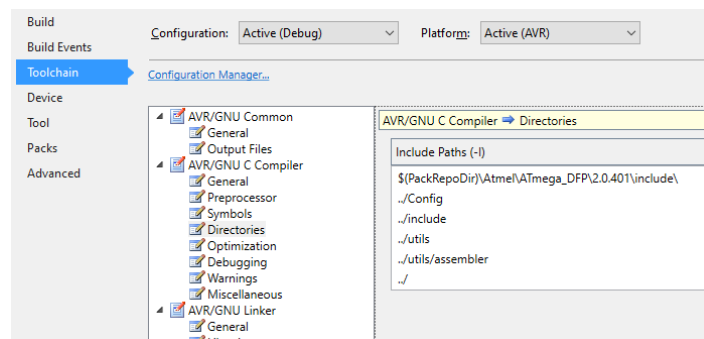 Build
Build Events
Toolchain
Device
Tool
Packs
Advanced
Configuration: Active (Debug) Platform: Active (AVR)
Configuration Manager...
AVR/GNU Common
General
Output Files
AVR/GNU C Compiler
General
Preprocessor
Symbols
Directories
Optimization
Debugging
Warnings
Miscellaneous
AVR/GNU Linker
General
AVR/GNU C Compiler ➡ Directories
Include Paths (-I)
$(PackRepoDir)\Atmel\ATmega_DFP\2.0.401\include\
../Config
../include
../utils
../utils/assembler
../